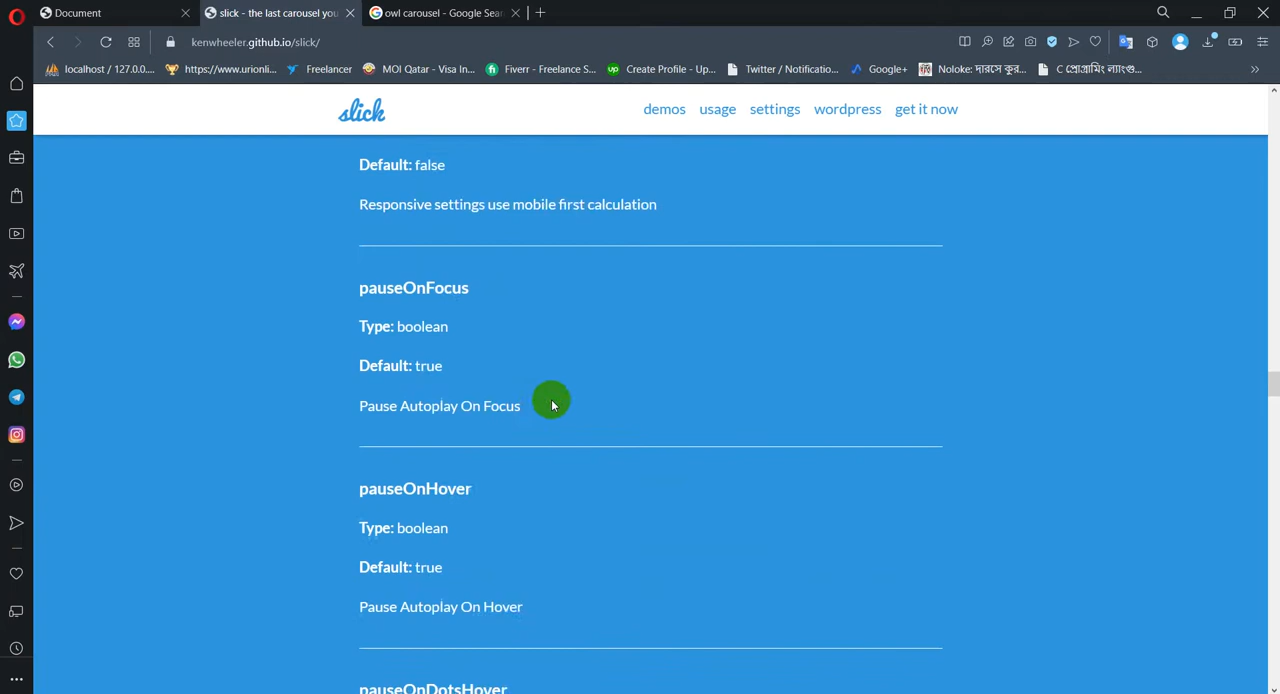 Document
slick - the last carousel you
owl carousel - Google Sear
kenwheeler.github.io/slick/
localhost / 127.0.0....
https://www.urionli...
Freelancer
MOI Qatar - Visa In...
Fiverr - Freelance S...
Create Profile - Up...
Twitter / Notificatio...
Google+
Noloke: দারসে কুর...
C প্রোগ্রামিং ল্যাংগু...
slick
demos
usage
settings
wordpress
get it now
Default: false
Responsive settings use mobile first calculation
pauseOnFocus
Type: boolean
Default: true
Pause Autoplay On Focus
pauseOnHover
Type: boolean
Default: true
Pause Autoplay On Hover
pauseOnDotsHover